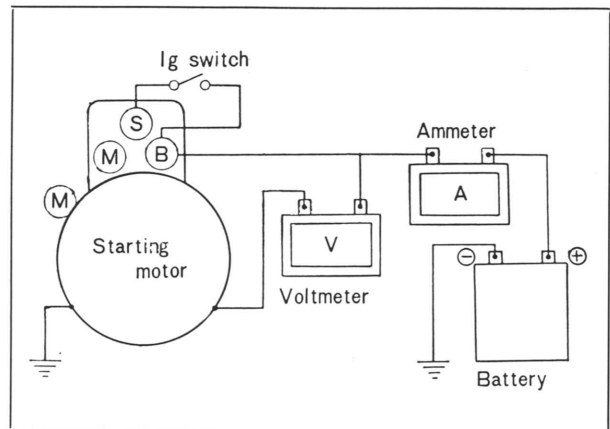 Ig switch
S
M
B
M
Ammeter
A
Starting
motor
V
Voltmeter
⊖
⊕
Battery